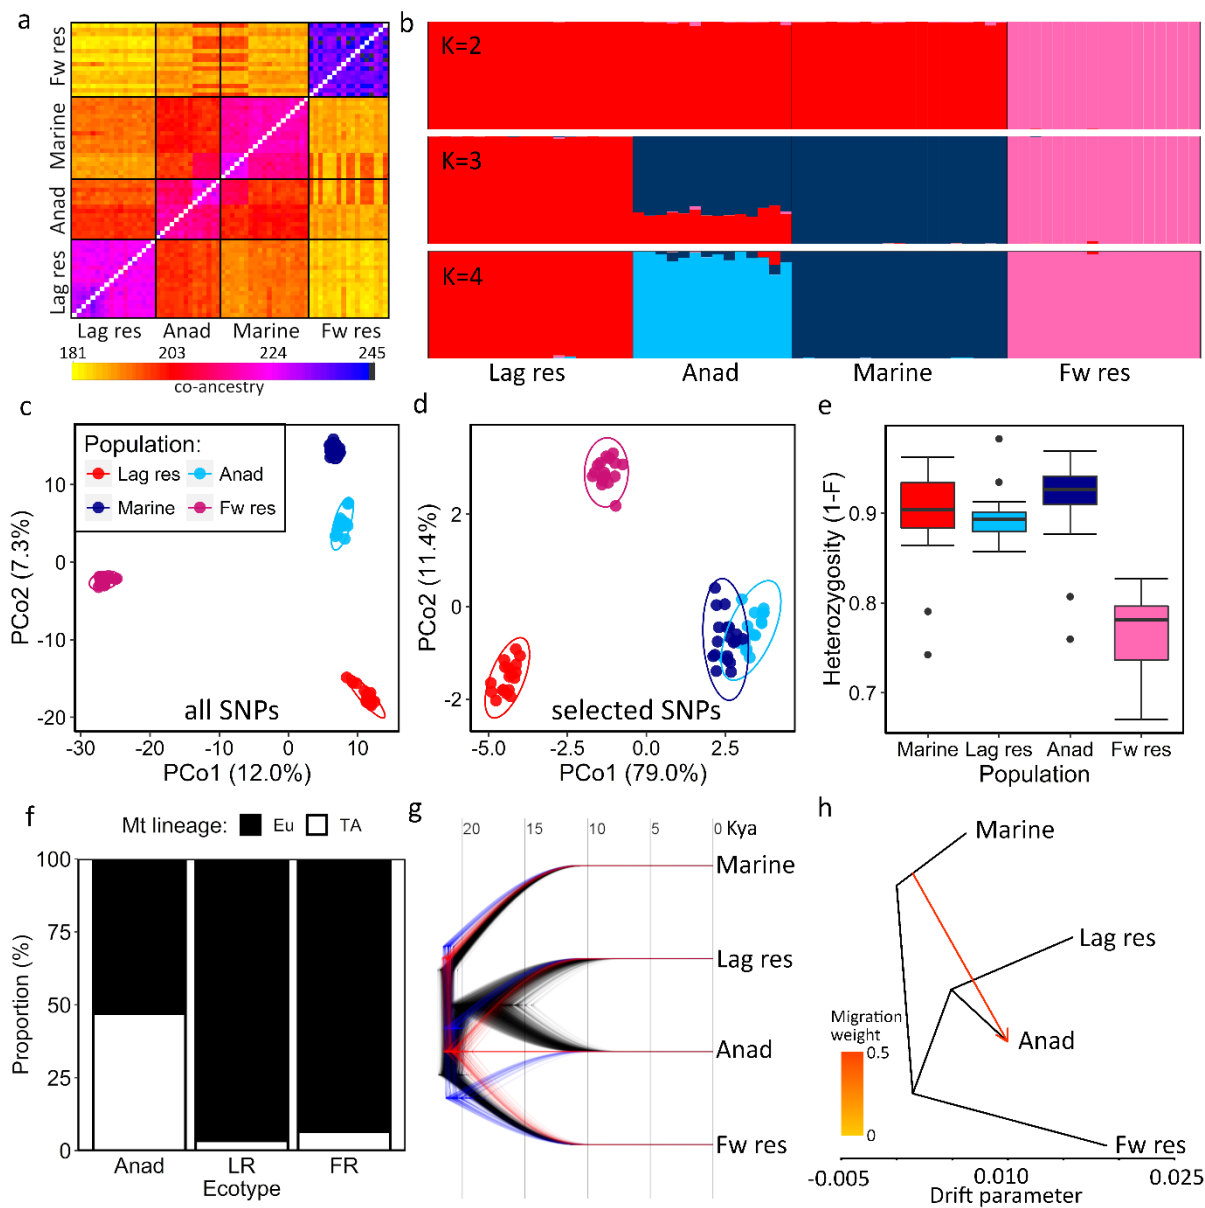 a
Fw res
Marine
Anad
Lag res
Lag res Anad Marine Fw res
181 203 224 245
co-ancestry
b
K=2
K=3
K=4
Lag res Anad Marine Fw res
c
Population:
Lag res Anad
Marine Fw res
PCo2 (7.3%)
10
0
-10
-20
all SNPs
-30 -20 -10 0 10
PCo1 (12.0%)
d
PCo2 (11.4%)
2
0
-2
selected SNPs
-5.0 -2.5 0.0 2.5
PCo1 (79.0%)
e
Heterozygosity (1-F)
0.9
0.8
0.7
Marine Lag res Anad Fw res
Population
f
Mt lineage: Eu TA
Proportion (%)
100
75
50
25
0
Anad LR FR
Ecotype
g
20 15 10 5 0 Kya
Marine
Lag res
Anad
Fw res
h
Marine
Lag res
Anad
Fw res
Migration
weight
0.5
0
-0.005 0.010 0.025
Drift parameter